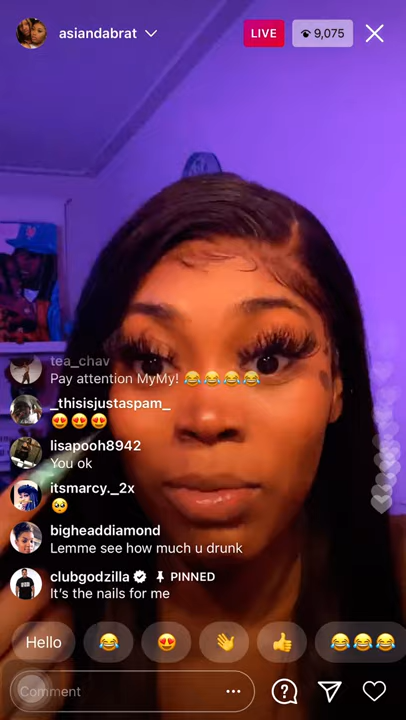 asiandabrat
LIVE
9,075
tea_chav
Pay attention MyMy! 😂😂😂😂
_thisisjustaspam_
😍😍😍
lisapooh8942
You ok
itsmarcy._2x
🥺
bigheaddiamond
Lemme see how much u drunk
clubgodzilla PINNED
It's the nails for me
Hello 😂 😍 👋 👍 😂😂😂
Comment